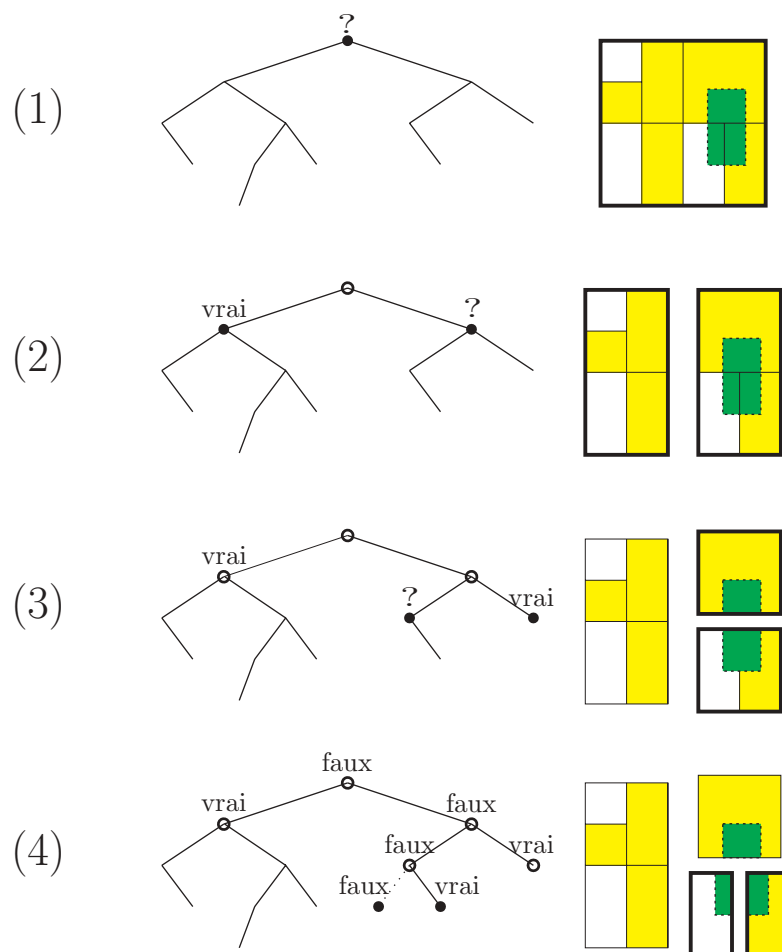 ?
(1)
vrai
?
(2)
vrai
?
vrai
(3)
faux
vrai
faux
faux
vrai
(4)
faux
vrai